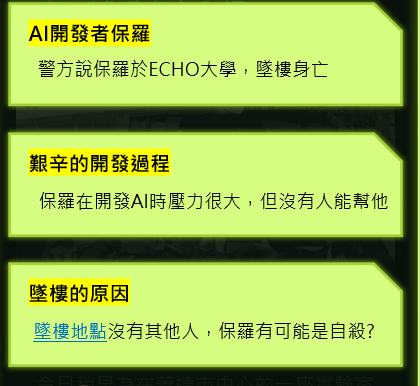 AI開發者保羅
警方說保羅於ECHO大學，墜樓身亡
艱辛的開發過程
保羅在開發AI時壓力很大，但沒有人能幫他
墜樓的原因
墜樓地點沒有其他人，保羅有可能是自殺?